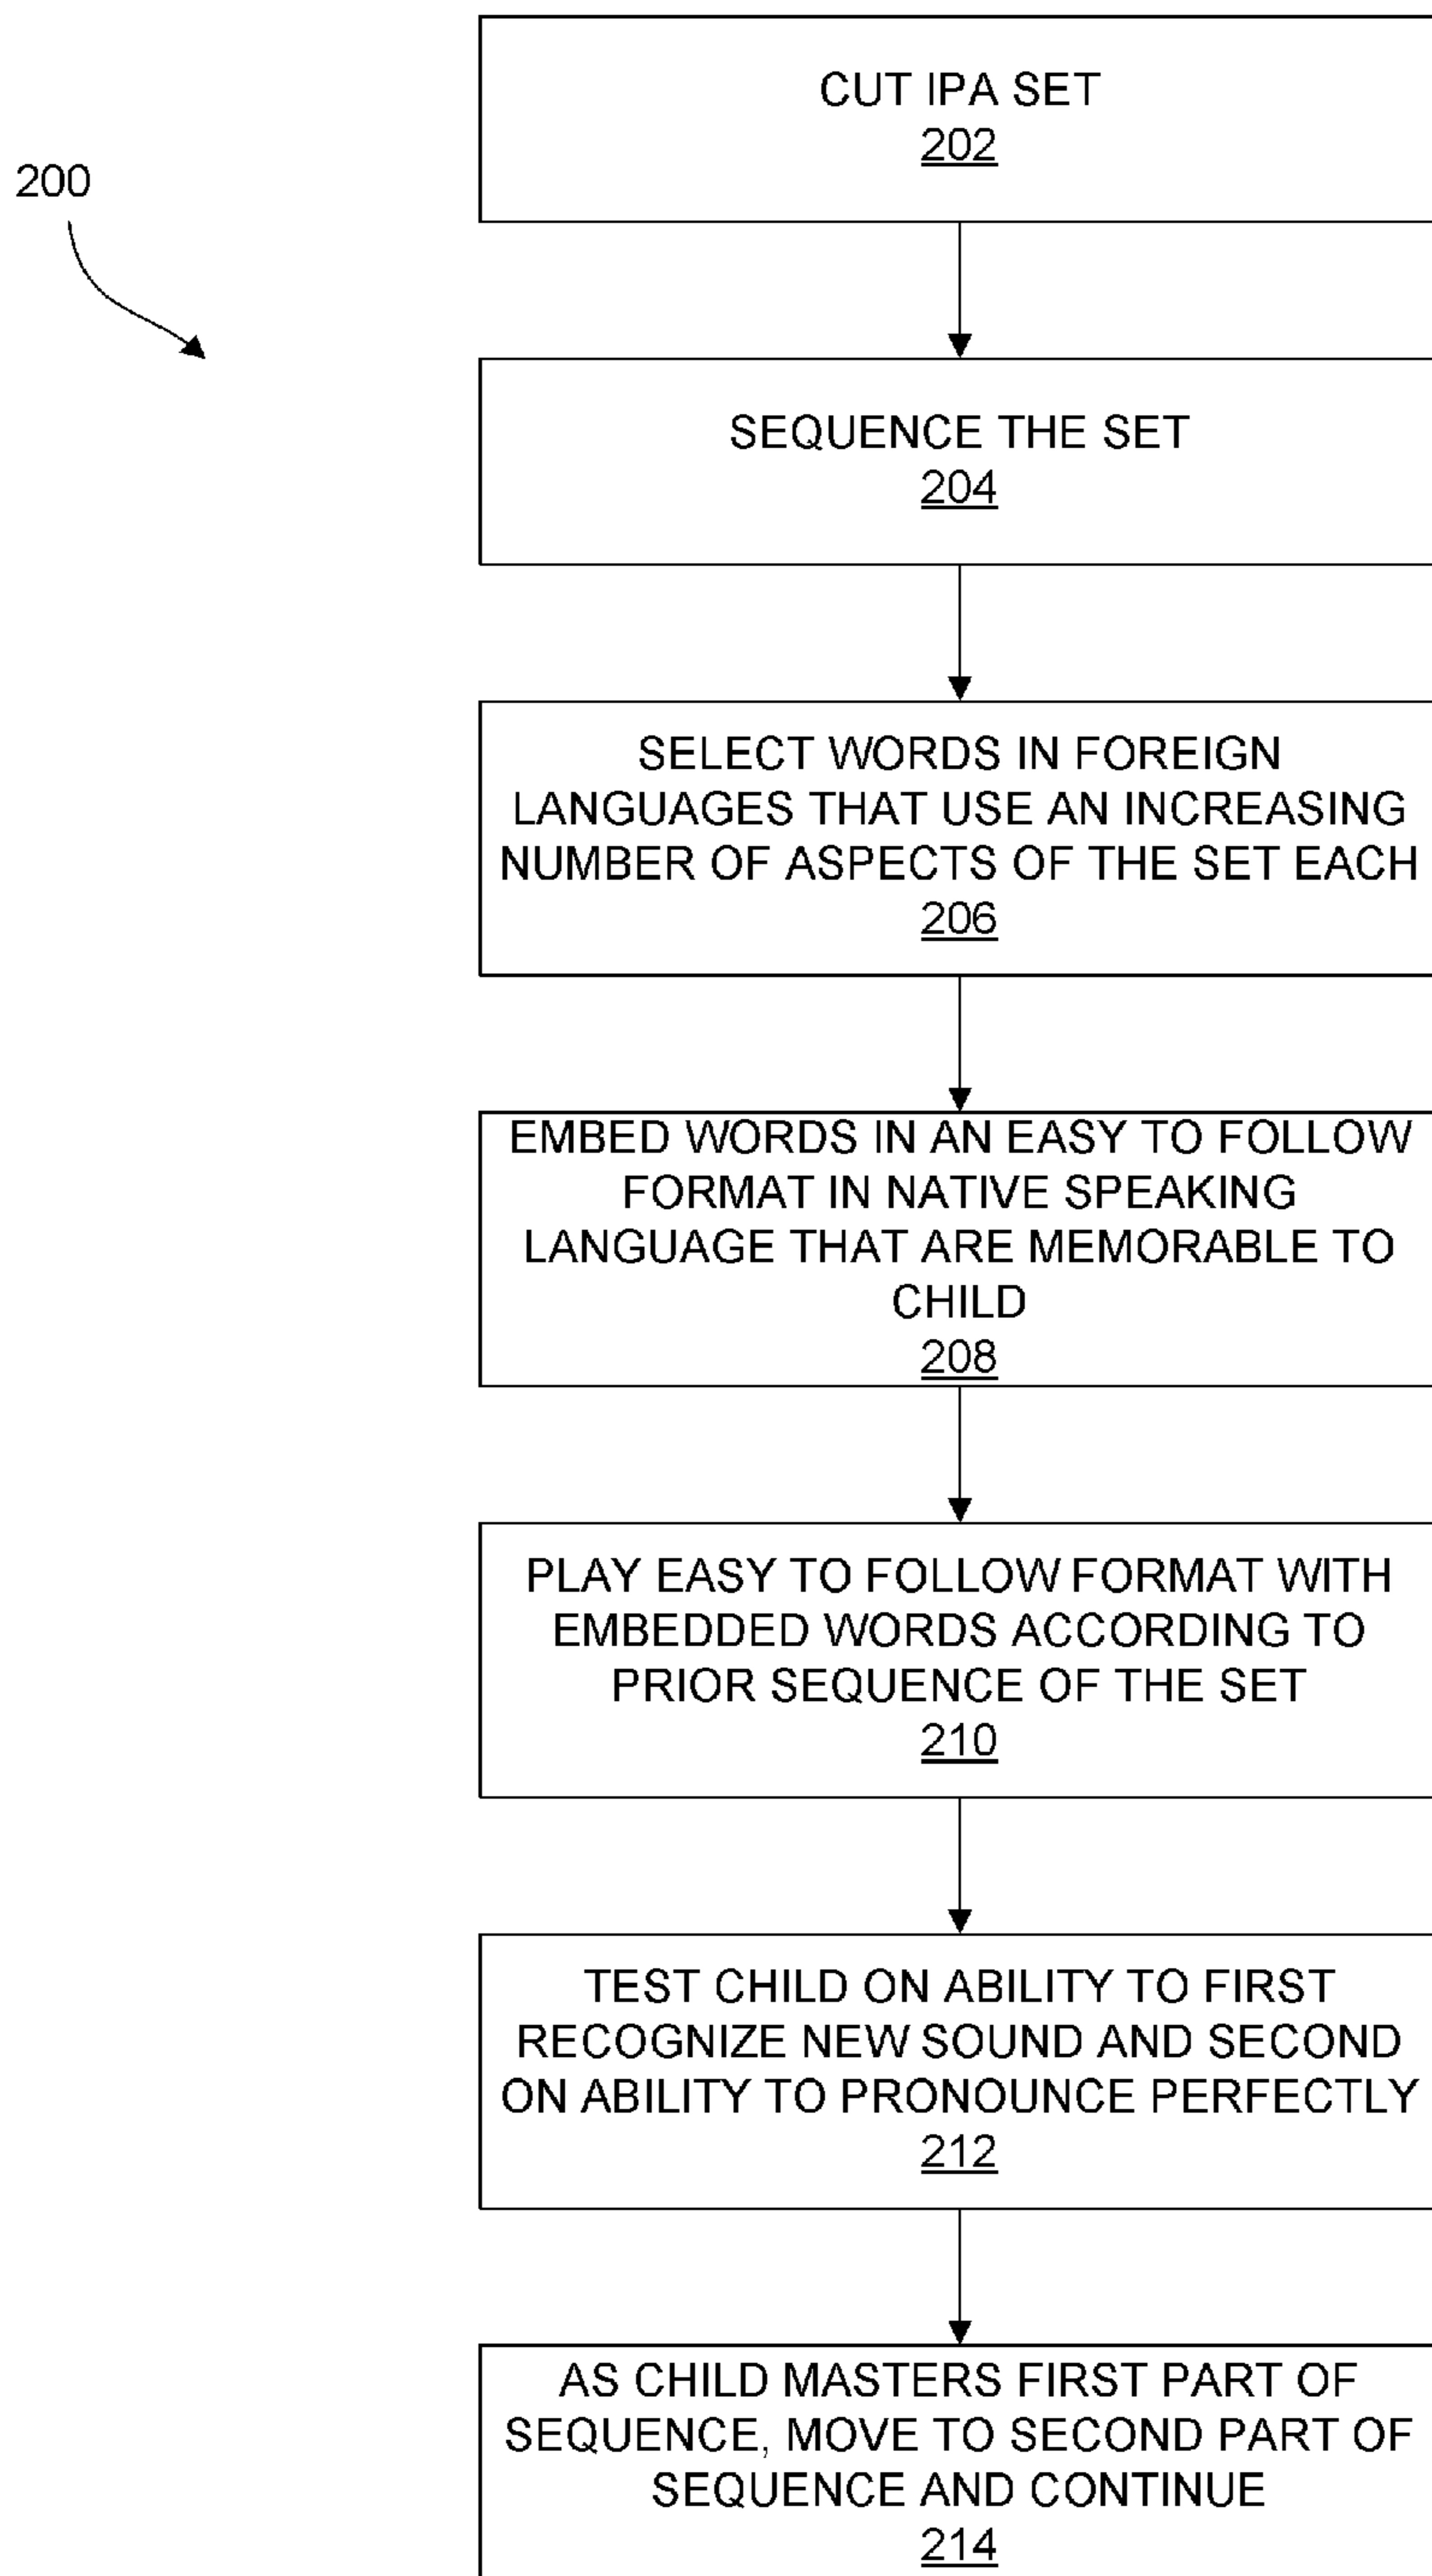 CUT IPA SET
202
200
SEQUENCE THE SET
204
SELECT WORDS IN FOREIGN
LANGUAGES THAT USE AN INCREASING
NUMBER OF ASPECTS OF THE SET EACH
206
EMBED WORDS IN AN EASY TO FOLLOW
FORMAT IN NATIVE SPEAKING
LANGUAGE THAT ARE MEMORABLE TO
CHILD
208
PLAY EASY TO FOLLOW FORMAT WITH
EMBEDDED WORDS ACCORDING TO
PRIOR SEQUENCE OF THE SET
210
TEST CHILD ON ABILITY TO FIRST
RECOGNIZE NEW SOUND AND SECOND
ON ABILITY TO PRONOUNCE PERFECTLY
212
AS CHILD MASTERS FIRST PART OF
SEQUENCE, MOVE TO SECOND PART OF
SEQUENCE AND CONTINUE
214